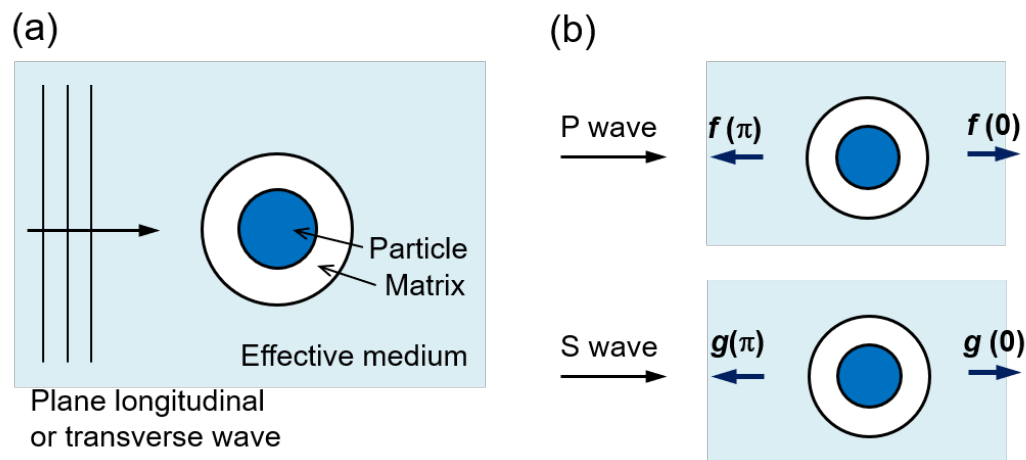 (a)
Particle
Matrix
Effective medium
Plane longitudinal
or transverse wave
(b)
P wave
f (π)
f (0)
S wave
g(π)
g (0)